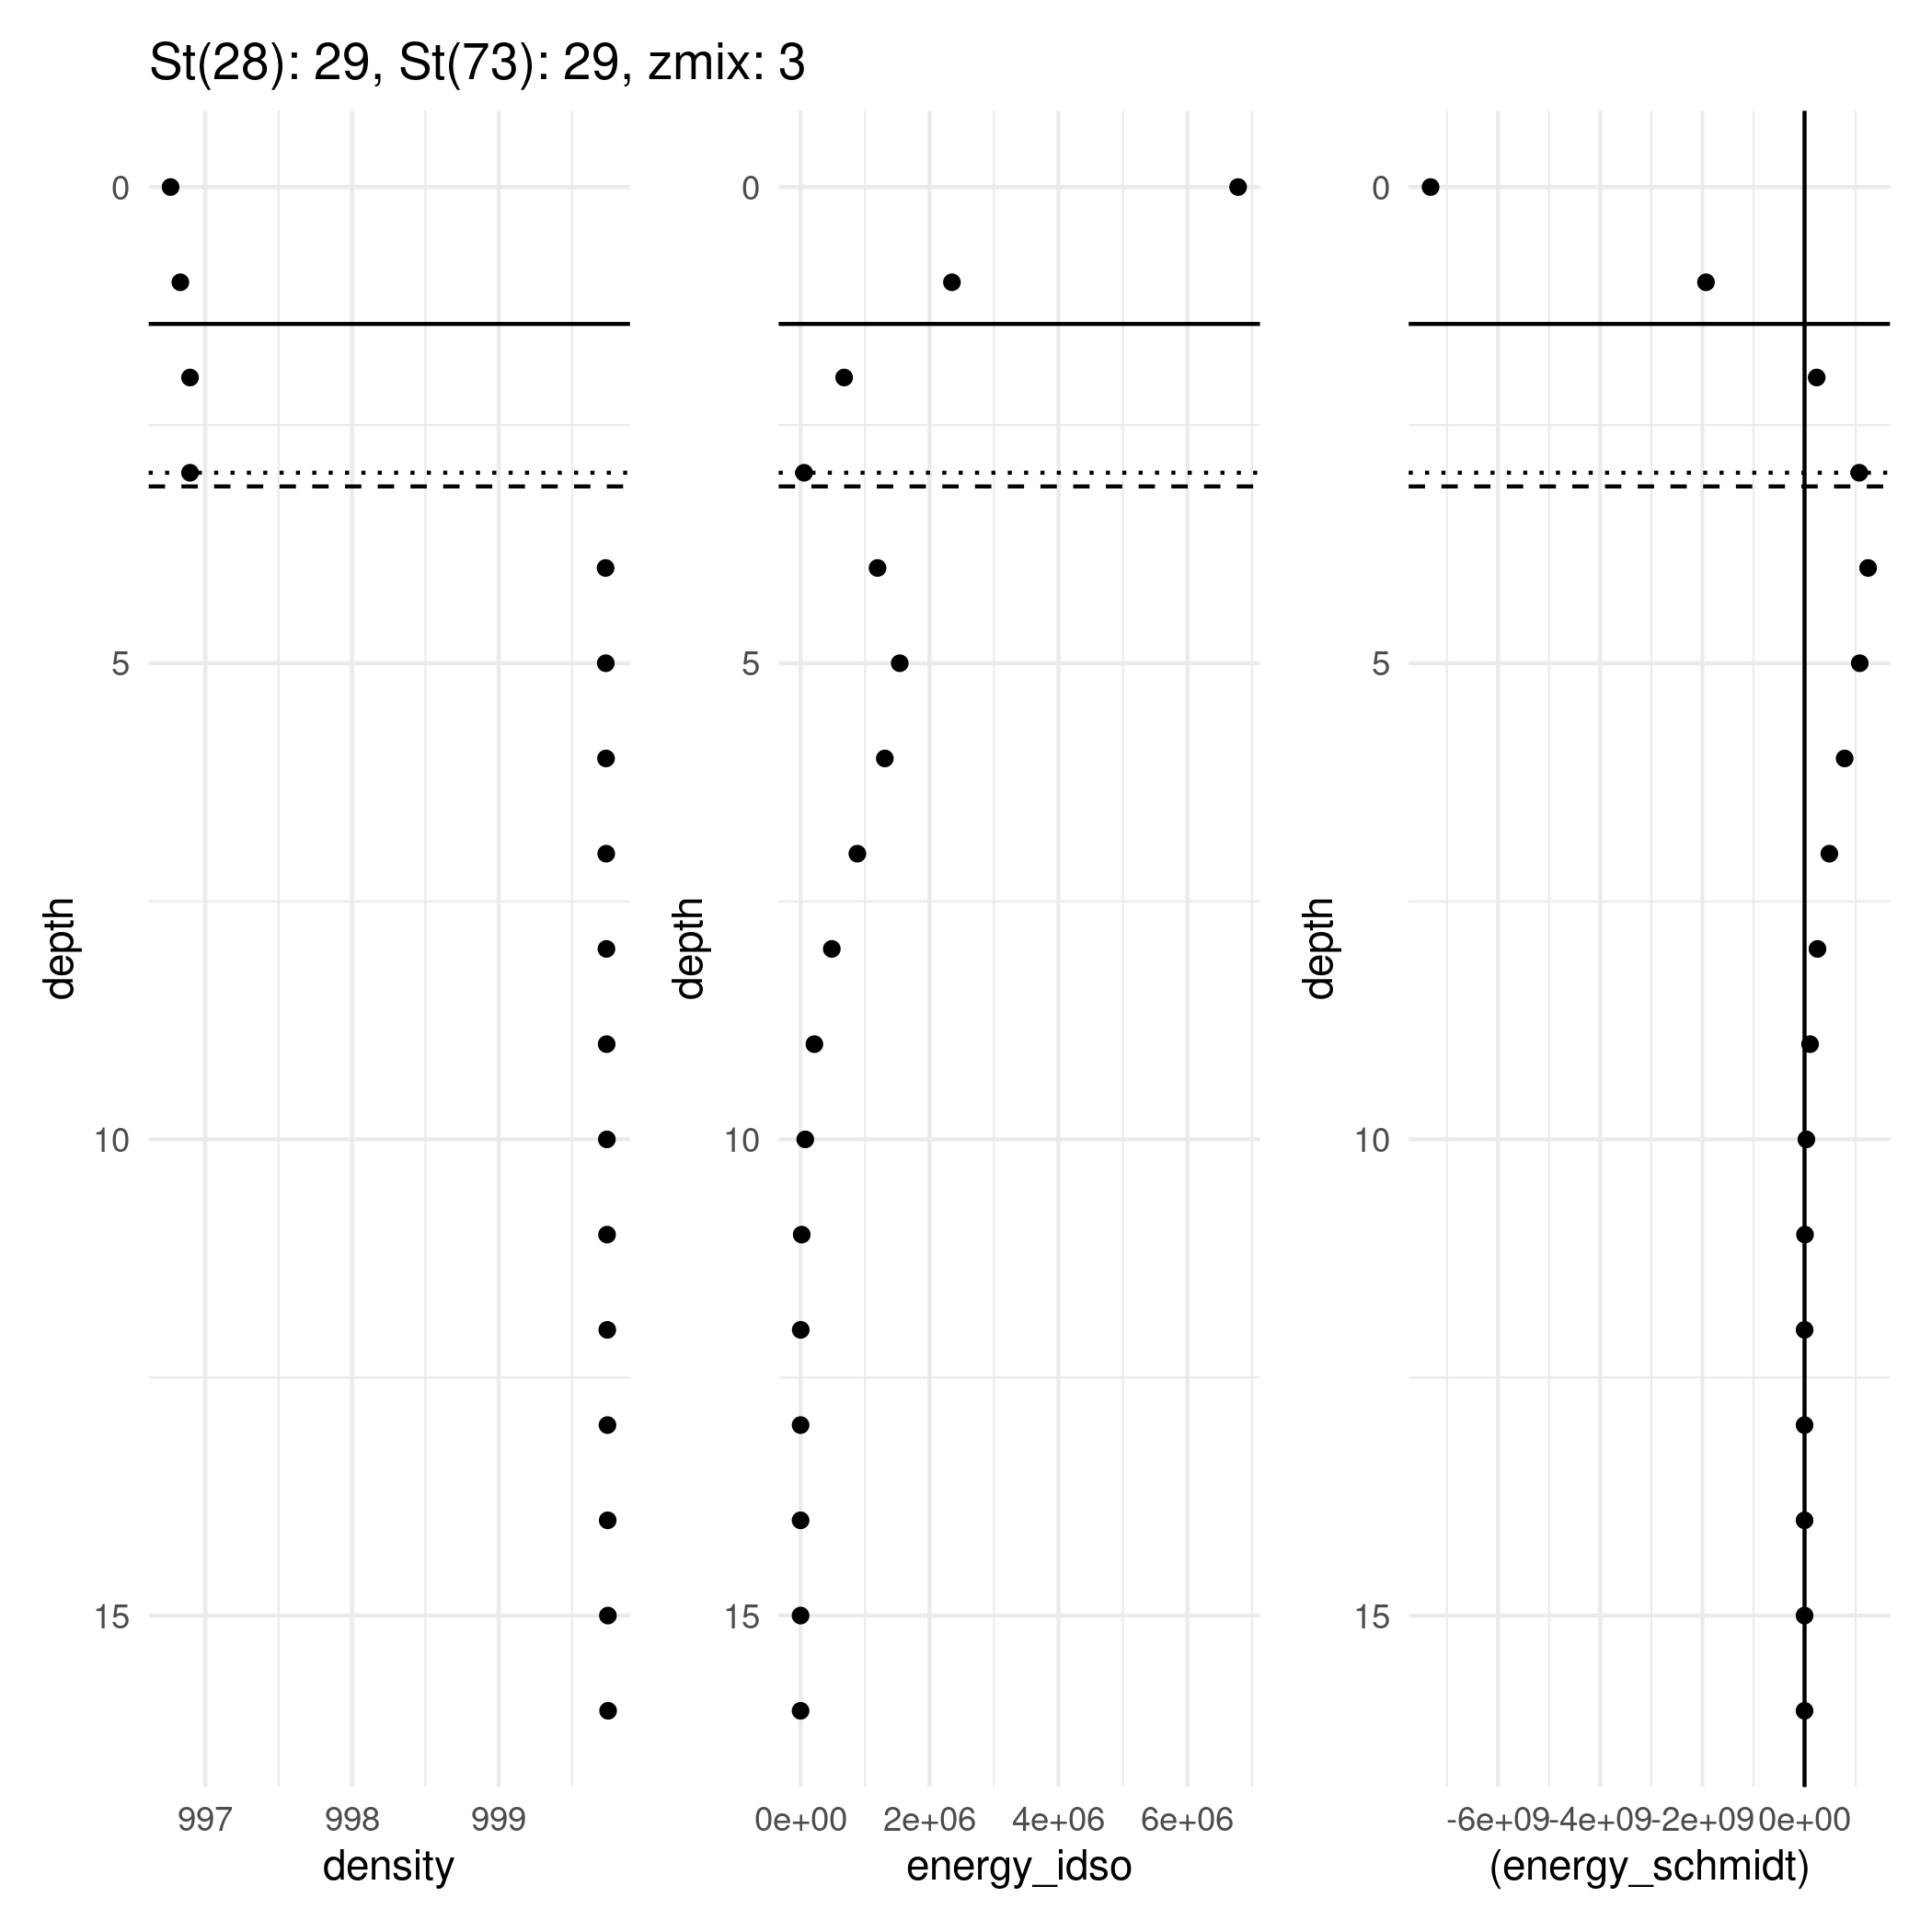 St(28): 29, St(73): 29, zmix: 3
0
5
10
15
depth
997 998 999
density
0
5
10
15
depth
0e+00 2e+06 4e+06 6e+06
energy_idso
0
5
10
15
depth
-6e+09 -4e+09 -2e+09 0e+00
(energy_schmidt)